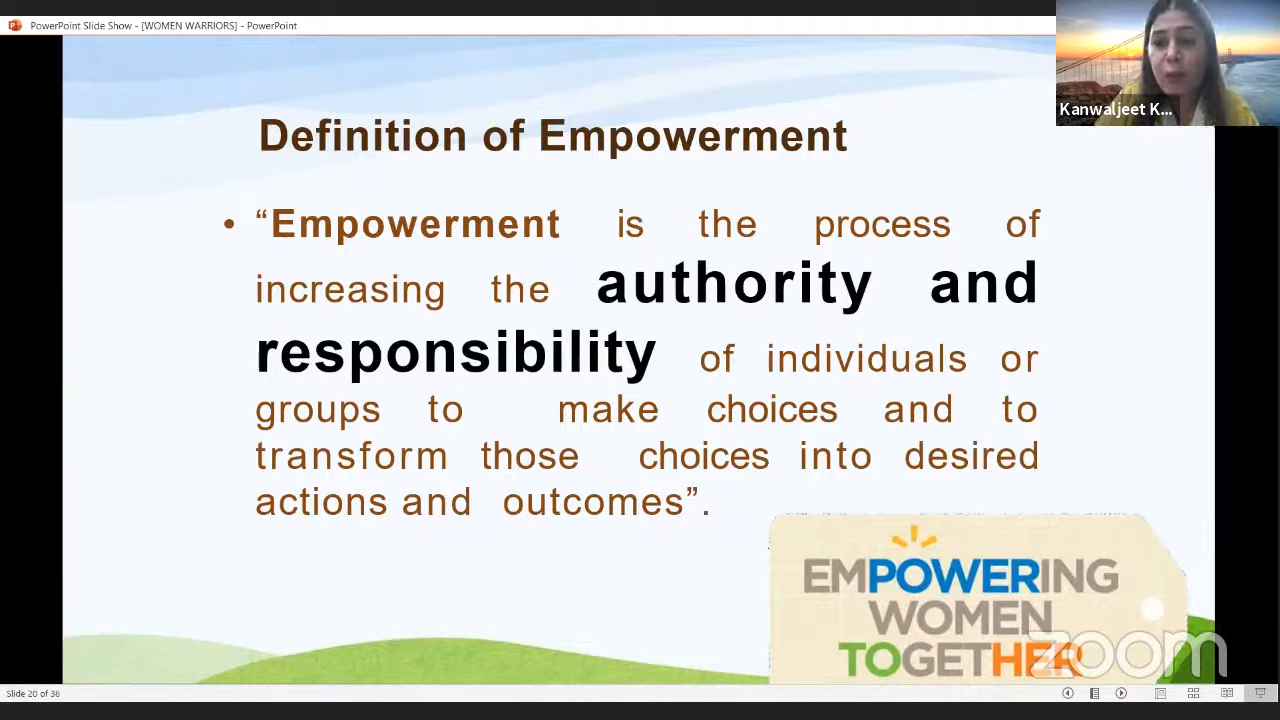 PowerPoint Slide Show - [WOMEN WARRIORS] - PowerPoint
Kanwaljeet K...
Definition of Empowerment
• “Empowerment is the process of
increasing the authority and
responsibility of individuals or
groups to make choices and to
transform those choices into desired
actions and outcomes”.
EMPOWERING
WOMEN
TOGETHER
zoom
Slide 20 of 36